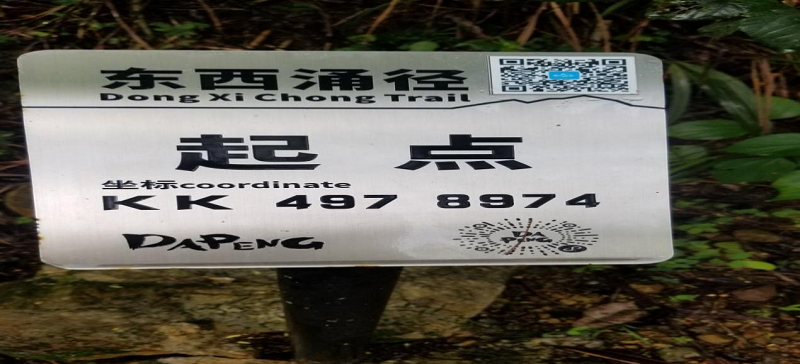 东西涌径
Dong Xi Chong Trail
起点
坐标coordinate
KK 497 8974
DAPENG